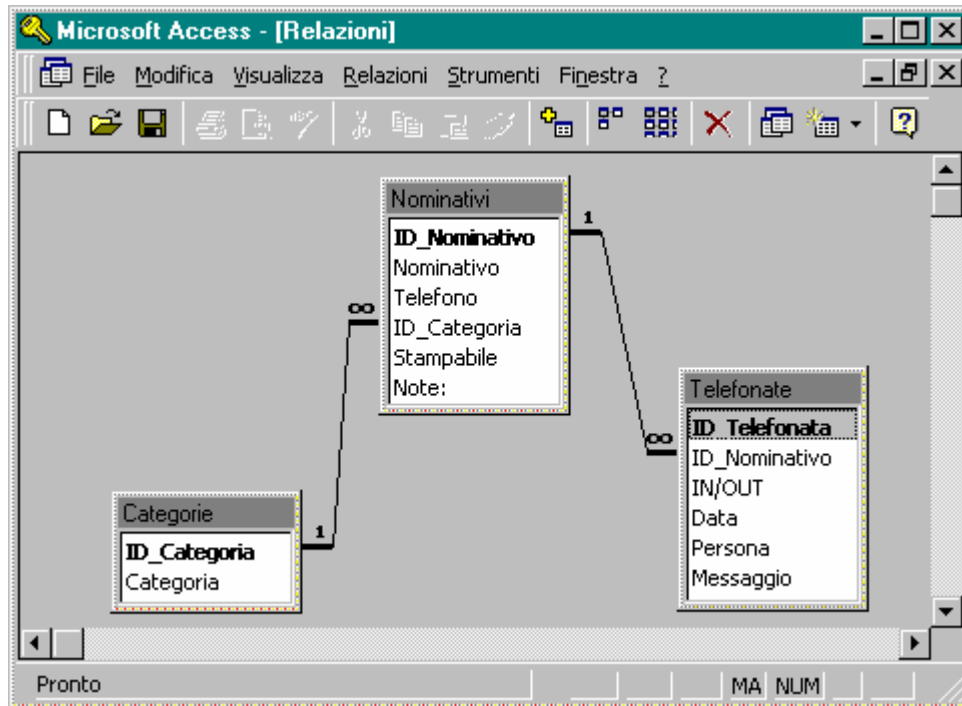 Microsoft Access - [Relazioni]
File Modifica Visualizza Relazioni Strumenti Finestra ?
Nominativi
ID_Nominativo
Nominativo
Telefono
ID_Categoria
Stampabile
Note:
1
∞
Telefonate
ID_Telefonata
ID_Nominativo
IN/OUT
Data
Persona
Messaggio
∞
Categorie
ID_Categoria
Categoria
1
Pronto
MA NUM